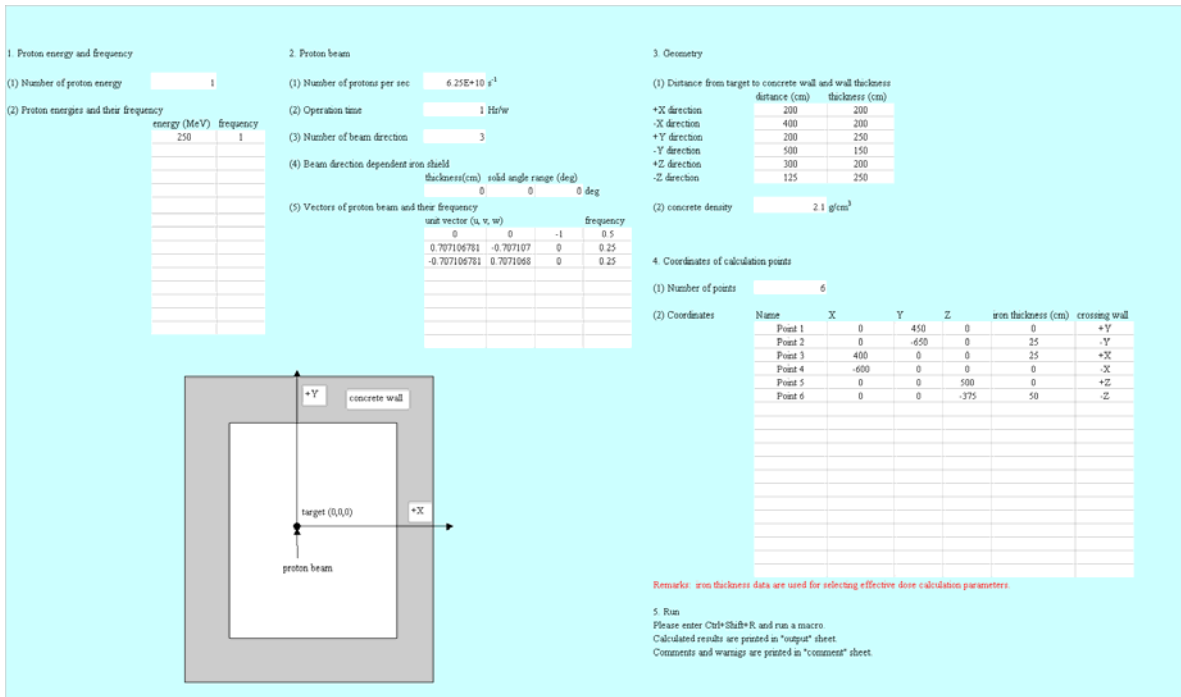 1. Proton energy and frequency
(1) Number of proton energy 1
(2) Proton energies and their frequency
energy (MeV) frequency
250 1
2. Proton beam
(1) Number of protons per sec 6.25E+10 s-1
(2) Operation time 1 Hr/w
(3) Number of beam direction 3
(4) Beam direction dependent iron shield
thickness(cm) solid angle range (deg)
0 0 0 deg
(5) Vectors of proton beam and their frequency
unit vector (u, v, w) frequency
0 0 -1 0.5
0.707106781 -0.707107 0 0.25
-0.707106781 0.7071068 0 0.25
3. Geometry
(1) Distance from target to concrete wall and wall thickness
distance (cm) thickness (cm)
+X direction 200 200
-X direction 400 200
+Y direction 200 250
-Y direction 500 150
+Z direction 300 200
-Z direction 125 250
(2) concrete density 2.1 g/cm3
4. Coordinates of calculation points
(1) Number of points 6
(2) Coordinates Name X Y Z iron thickness (cm) crossing wall
Point 1 0 450 0 0 +Y
Point 2 0 -650 0 25 -Y
Point 3 400 0 0 25 +X
Point 4 -600 0 0 0 -X
Point 5 0 0 500 0 +Z
Point 6 0 0 -375 50 -Z
+Y
concrete wall
target (0,0,0)
+X
proton beam
Remarks: iron thickness data are used for selecting effective dose calculation parameters.
5. Run
Please enter Ctrl+Shift+R and run a macro.
Calculated results are printed in "output" sheet.
Comments and warnigs are printed in "comment" sheet.